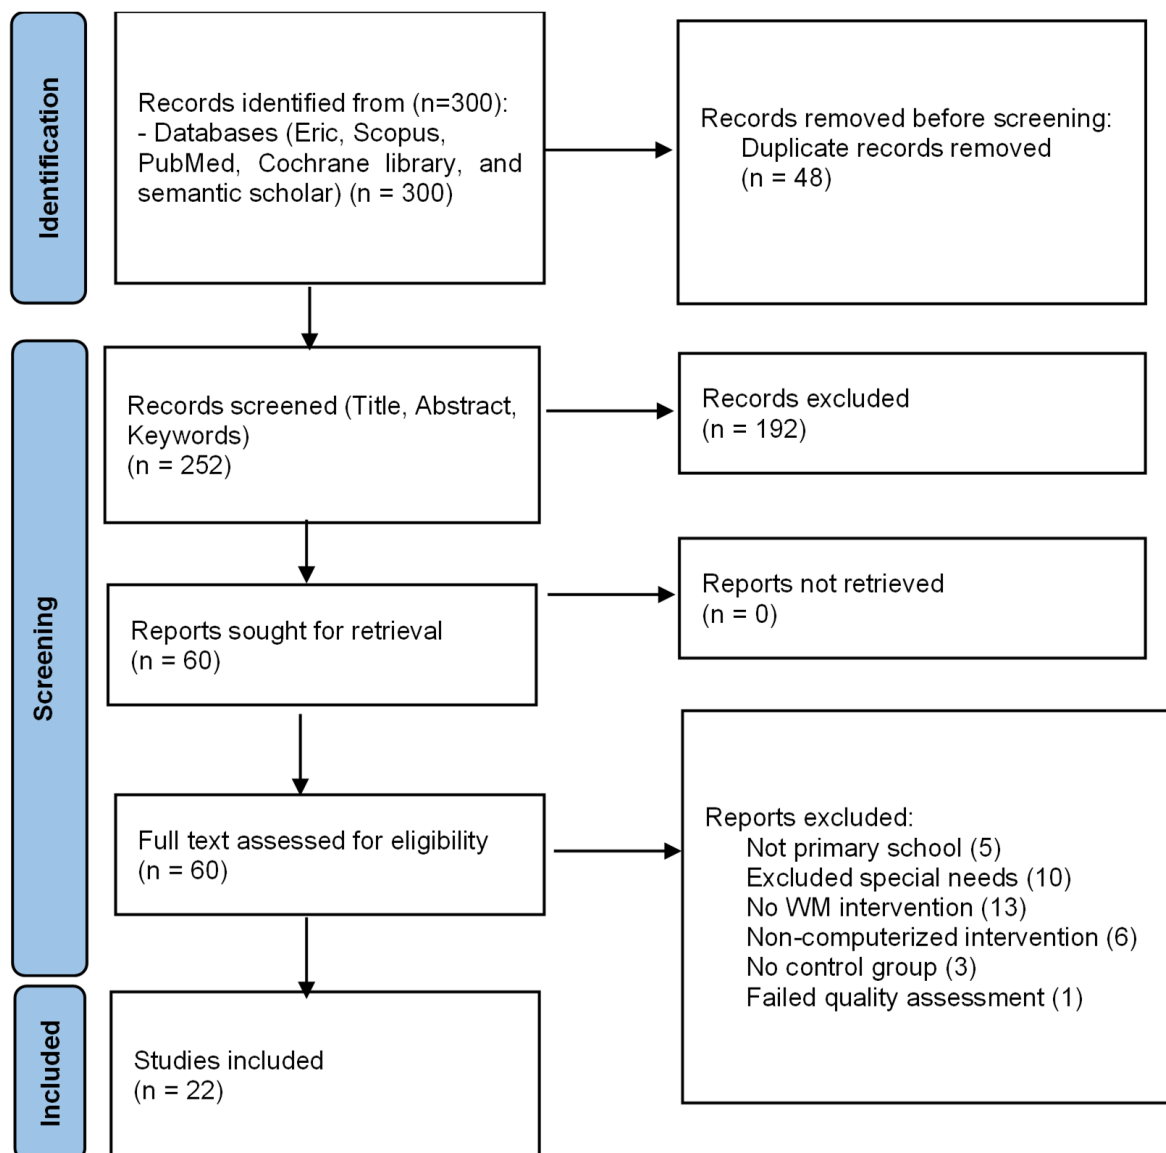 Identification
Records identified from (n=300):
- Databases (Eric, Scopus,
PubMed, Cochrane library, and
semantic scholar) (n = 300)
Records removed before screening:
Duplicate records removed
(n = 48)
Screening
Records screened (Title, Abstract,
Keywords)
(n = 252)
Records excluded
(n = 192)
Reports sought for retrieval
(n = 60)
Reports not retrieved
(n = 0)
Full text assessed for eligibility
(n = 60)
Reports excluded:
Not primary school (5)
Excluded special needs (10)
No WM intervention (13)
Non-computerized intervention (6)
No control group (3)
Failed quality assessment (1)
Included
Studies included
(n = 22)